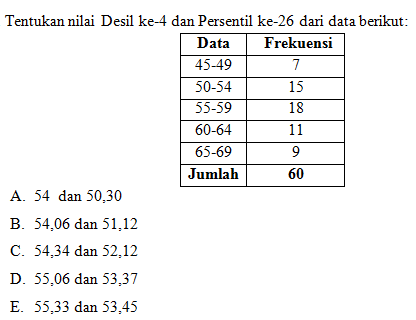 Tentukan nilai Desil ke-4 dan Persentil ke-26 dari data berikut:
Data Frekuensi
45-49 7
50-54 15
55-59 18
60-64 11
65-69 9
Jumlah 60
A. 54 dan 50,30
B. 54,06 dan 51,12
C. 54,34 dan 52,12
D. 55,06 dan 53,37
E. 55,33 dan 53,45